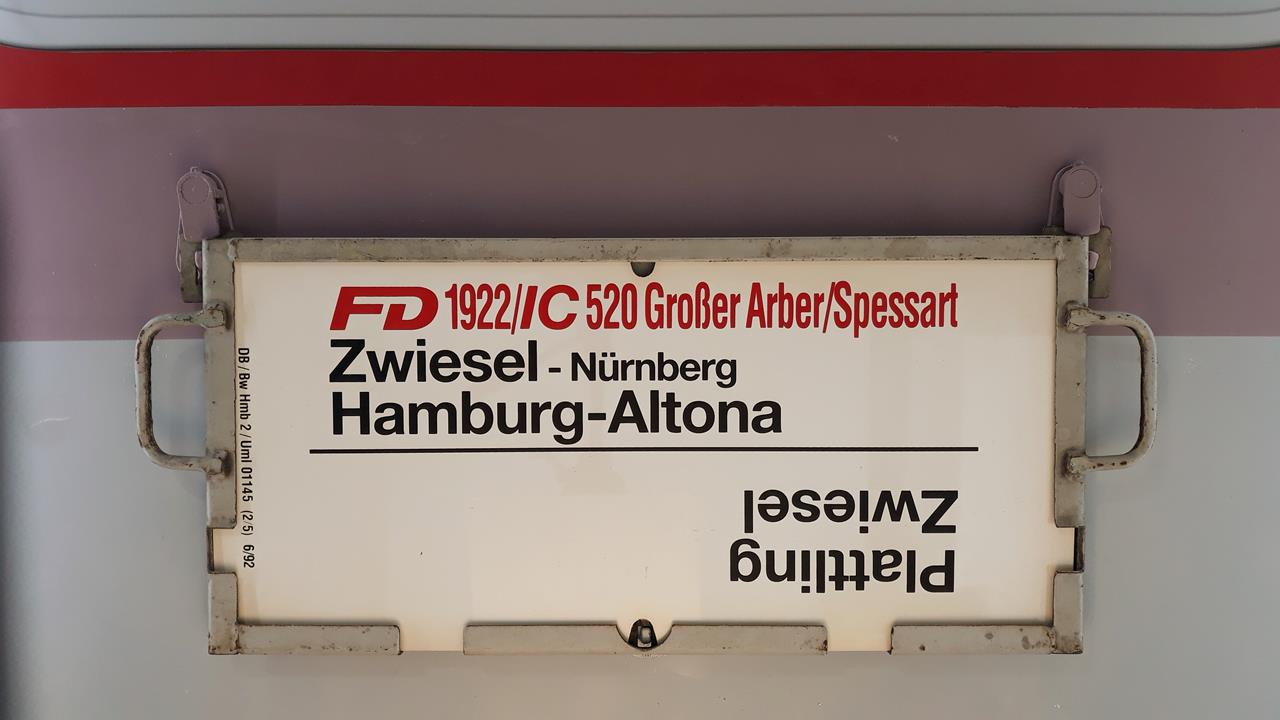 FD 1922/IC 520 Großer Arber/Spessart
Zwiesel - Nürnberg
Hamburg-Altona
Plattling
Zwiesel
DB / Bw Hmb 2 / Uml 01145 (2/5) 6/92